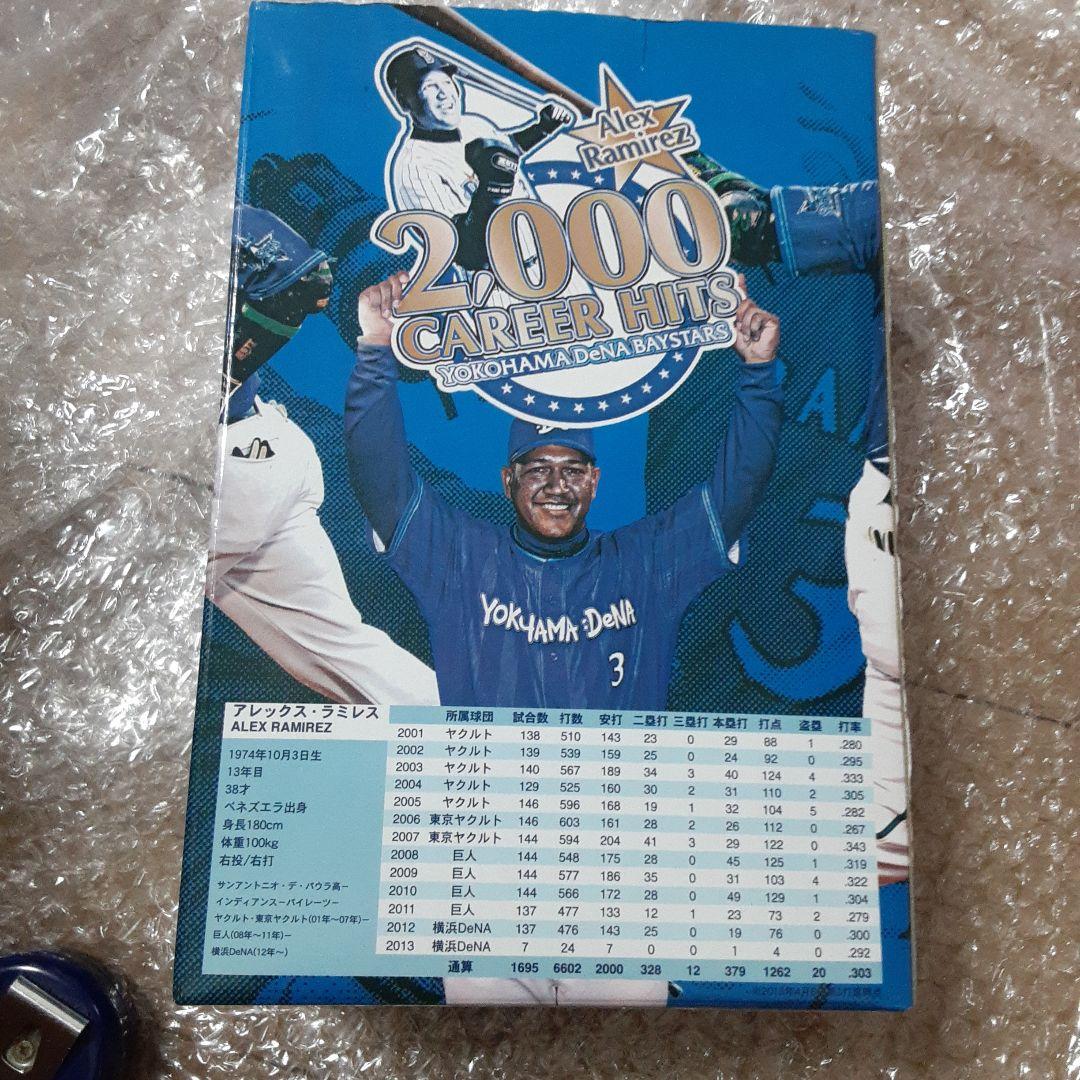 Alex
Ramirez
2,000
CAREER HITS
YOKOHAMA DeNA BAYSTARS
YOKOHAMA DeNA
3
アレックス・ラミレス
ALEX RAMIREZ
1974年10月3日生
13年目
38才
ベネズエラ出身
身長180cm
体重100kg
右投/右打
サンアントニオ・デ・パウラ高ー
インディアンスーパイレーツー
ヤクルト・東京ヤクルト(01年〜07年)ー
巨人(08年〜11年)ー
横浜DeNA(12年〜)
所属球団 試合数 打数 安打 二塁打 三塁打 本塁打 打点 盗塁 打率
2001 ヤクルト 138 510 143 23 0 29 88 1 .280
2002 ヤクルト 139 539 159 25 0 24 92 0 .295
2003 ヤクルト 140 567 189 34 3 40 124 4 .333
2004 ヤクルト 129 525 160 30 2 31 110 2 .305
2005 ヤクルト 146 596 168 19 1 32 104 5 .282
2006 東京ヤクルト 146 603 161 28 2 26 112 0 .267
2007 東京ヤクルト 144 594 204 41 3 29 122 0 .343
2008 巨人 144 548 175 28 0 45 125 1 .319
2009 巨人 144 577 186 35 0 31 103 4 .322
2010 巨人 144 566 172 28 0 49 129 1 .304
2011 巨人 137 477 133 12 1 23 73 2 .279
2012 横浜DeNA 137 476 143 25 0 19 76 0 .300
2013 横浜DeNA 7 24 7 0 0 1 4 0 .292
通算 1695 6602 2000 328 12 379 1262 20 .303